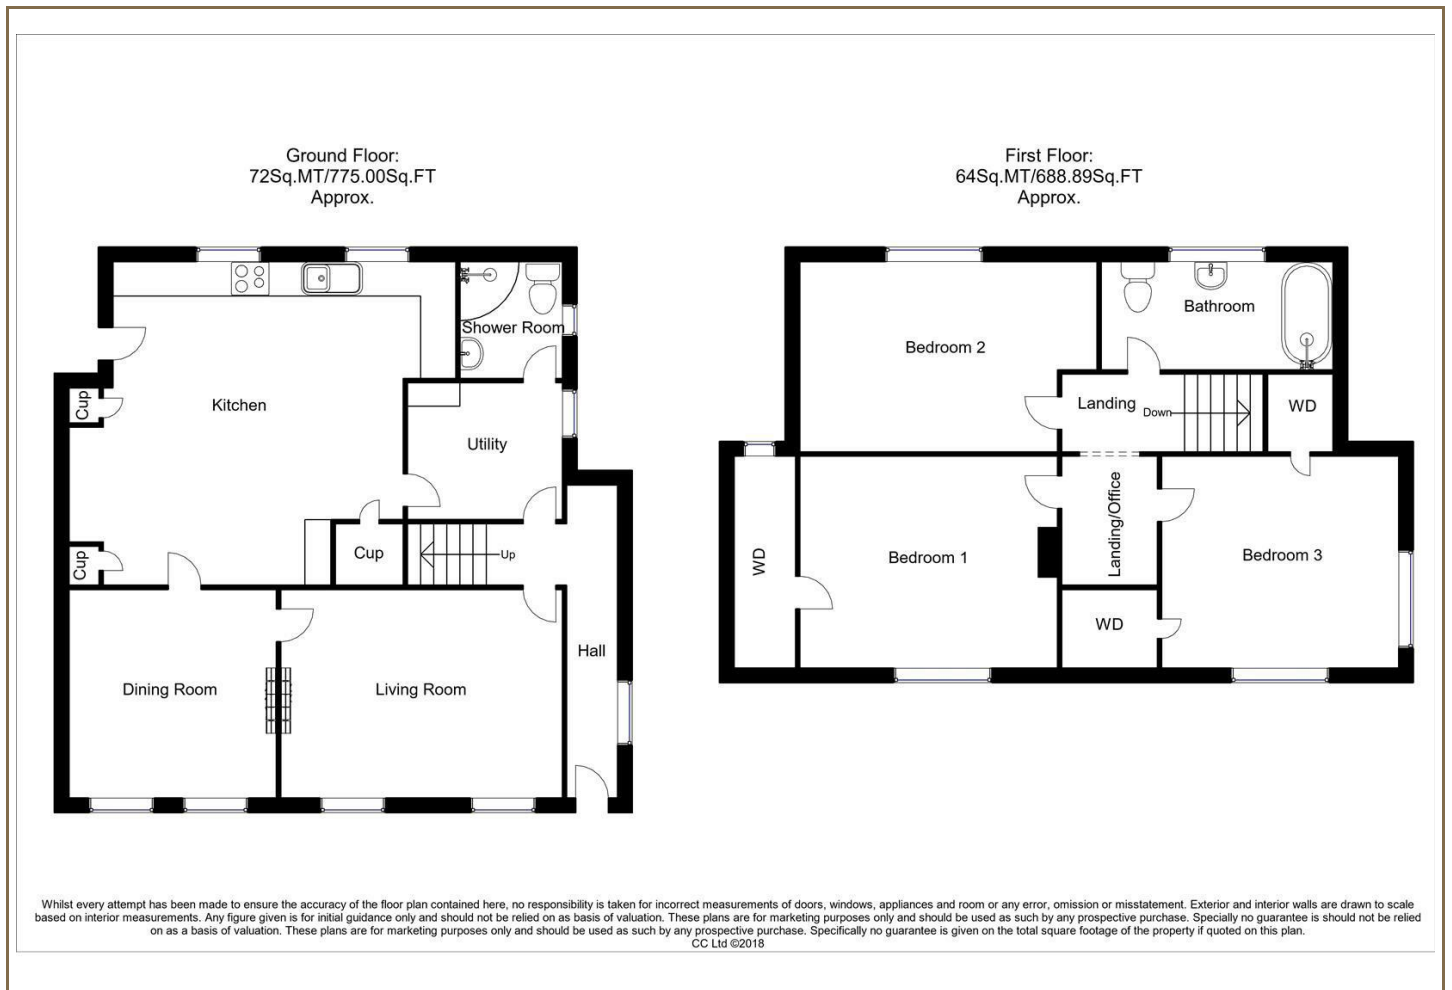 Ground Floor:
72Sq.MT/775.00Sq.FT
Approx.
Shower Room
Cup
Kitchen
Utility
Cup
Cup
Up
Hall
Dining Room
Living Room
First Floor:
64Sq.MT/688.89Sq.FT
Approx.
Bathroom
Bedroom 2
Landing
Down
WD
Landing/Office
WD
Bedroom 1
Bedroom 3
WD
Whilst every attempt has been made to ensure the accuracy of the floor plan contained here, no responsibility is taken for incorrect measurements of doors, windows, appliances and room or any error, omission or misstatement. Exterior and interior walls are drawn to scale
based on interior measurements. Any figure given is for initial guidance only and should not be relied on as basis of valuation. These plans are for marketing purposes only and should be used as such by any prospective purchase. Specially no guarantee is should not be relied
on as a basis of valuation. These plans are for marketing purposes only and should be used as such by any prospective purchase. Specifically no guarantee is given on the total square footage of the property if quoted on this plan.
CC Ltd ©2018